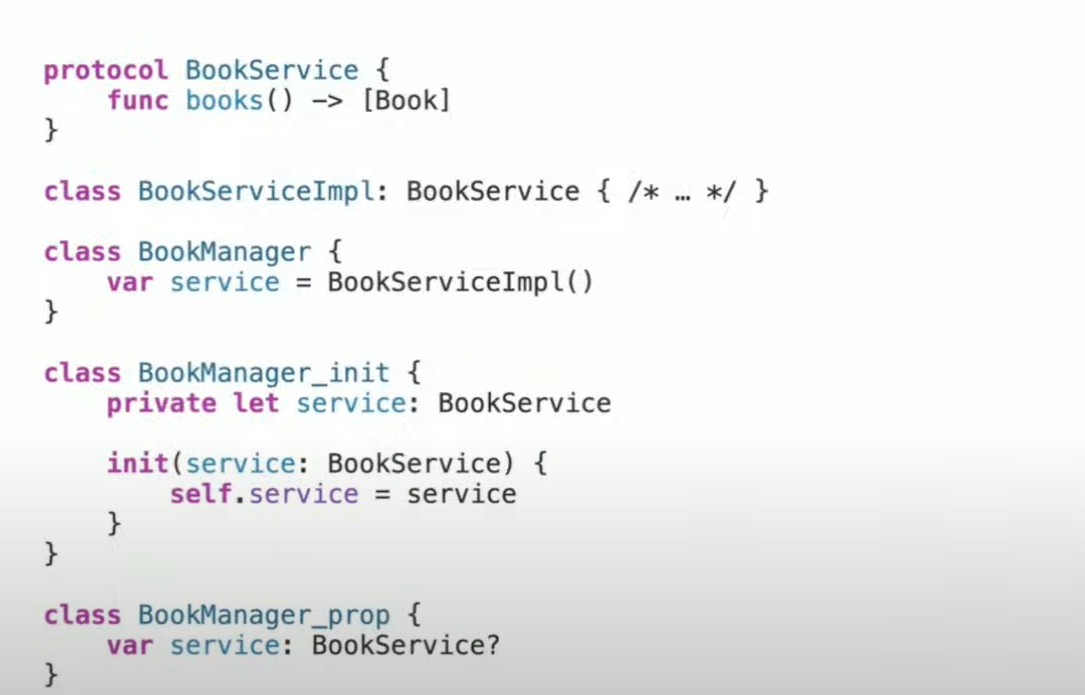 protocol BookService {
    func books() -> [Book]
}
class BookServiceImpl: BookService { /* … */ }
class BookManager {
    var service = BookServiceImpl()
}
class BookManager_init {
    private let service: BookService
    init(service: BookService) {
        self.service = service
    }
}
class BookManager_prop {
    var service: BookService?
}